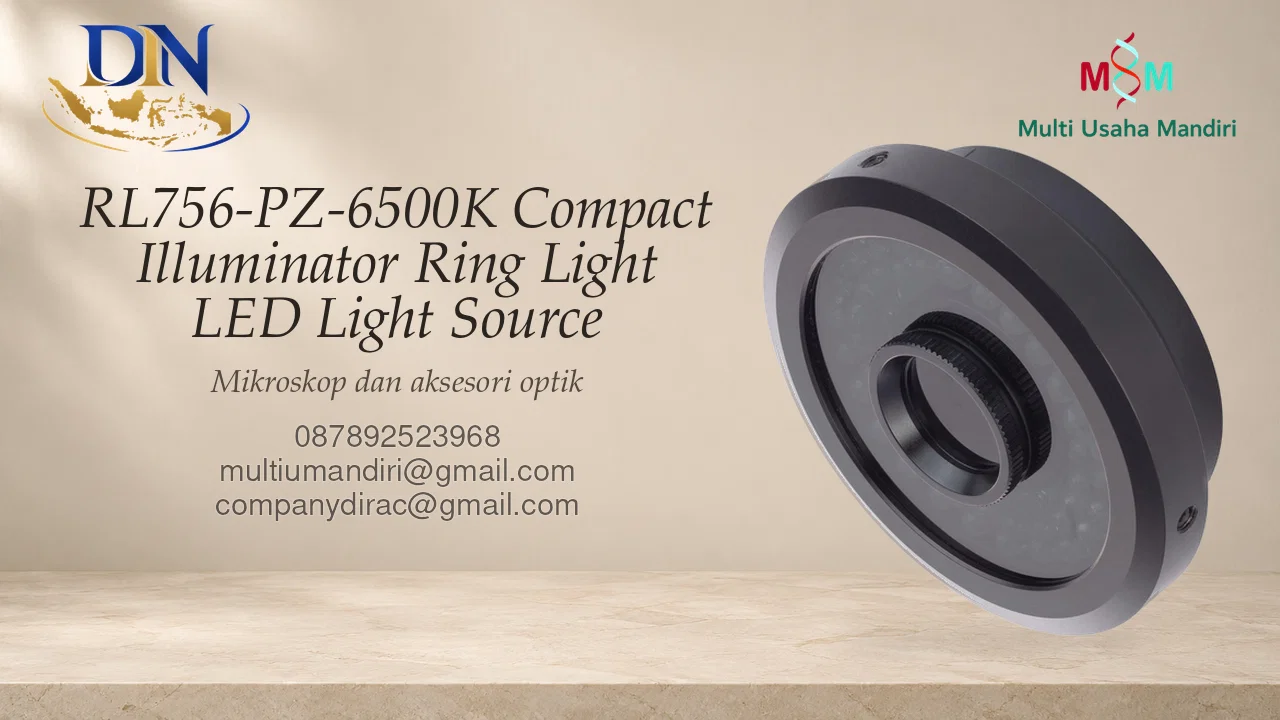 DN
M M
Multi Usaha Mandiri
RL756-PZ-6500K Compact
Illuminator Ring Light
LED Light Source
Mikroskop dan aksesori optik
087892523968
multiumandiri@gmail.com
companydirac@gmail.com